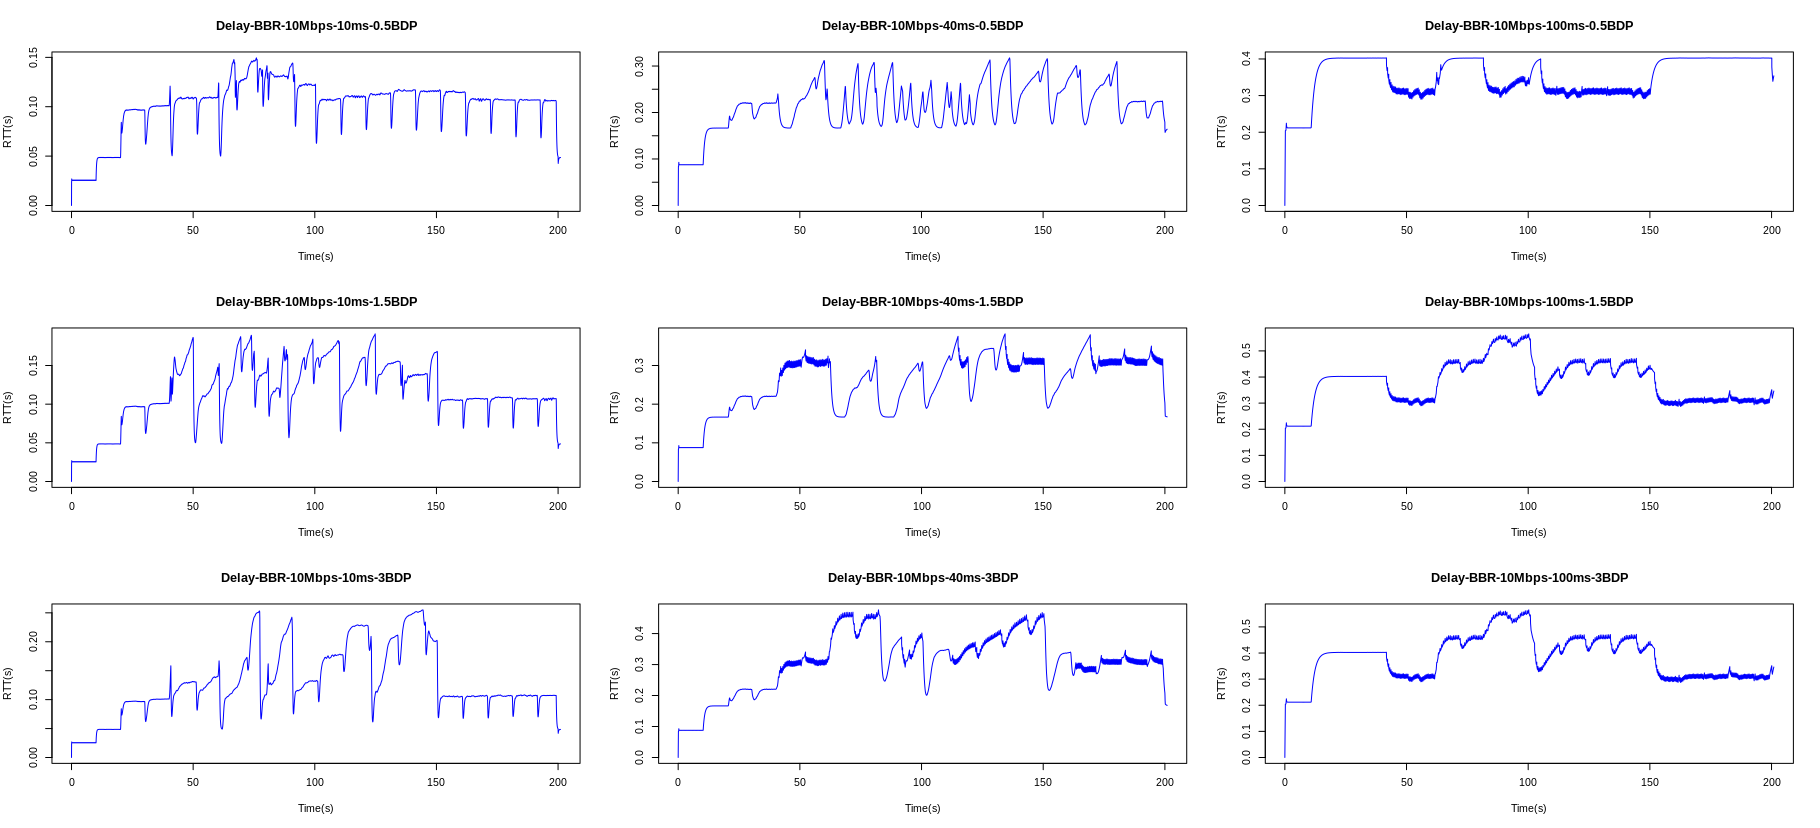 Delay-BBR-10Mbps-10ms-0.5BDP
RTT(s)
0.00 0.05 0.10 0.15
0 50 100 150 200
Time(s)
Delay-BBR-10Mbps-40ms-0.5BDP
RTT(s)
0.00 0.10 0.20 0.30
0 50 100 150 200
Time(s)
Delay-BBR-10Mbps-100ms-0.5BDP
RTT(s)
0.0 0.1 0.2 0.3 0.4
0 50 100 150 200
Time(s)
Delay-BBR-10Mbps-10ms-1.5BDP
RTT(s)
0.00 0.05 0.10 0.15
0 50 100 150 200
Time(s)
Delay-BBR-10Mbps-40ms-1.5BDP
RTT(s)
0.0 0.1 0.2 0.3
0 50 100 150 200
Time(s)
Delay-BBR-10Mbps-100ms-1.5BDP
RTT(s)
0.0 0.1 0.2 0.3 0.4 0.5
0 50 100 150 200
Time(s)
Delay-BBR-10Mbps-10ms-3BDP
RTT(s)
0.00 0.10 0.20
0 50 100 150 200
Time(s)
Delay-BBR-10Mbps-40ms-3BDP
RTT(s)
0.0 0.1 0.2 0.3 0.4
0 50 100 150 200
Time(s)
Delay-BBR-10Mbps-100ms-3BDP
RTT(s)
0.0 0.1 0.2 0.3 0.4 0.5
0 50 100 150 200
Time(s)